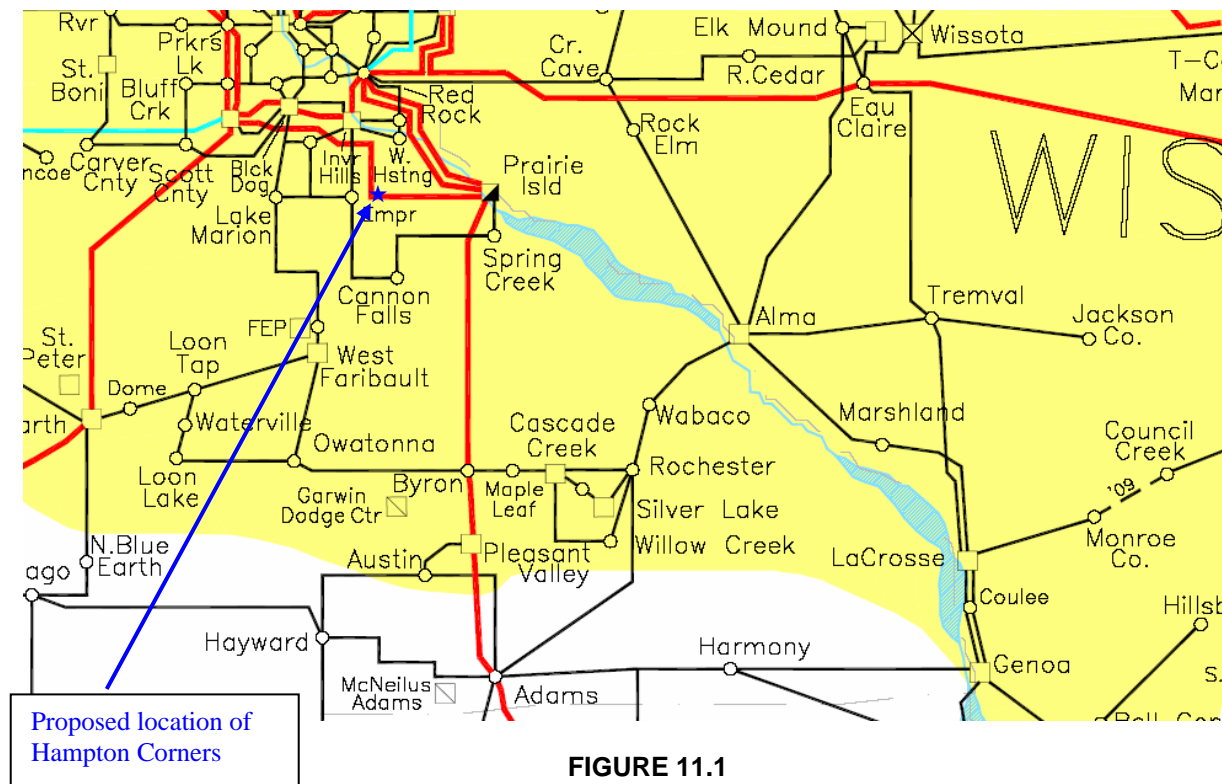 Rvr
Prkrs
Lk
St.
Boni
Bluff
Crk
Carver
Cnty
Scott
Cnty
ncoe
Blck
Dog
Invr
Hills
W.
Hstng
Red
Rock
Cr.
Cave
R.Cedar
Elk Mound
Wissota
T-Co
Mar
Eau
Claire
Rock
Elm
WIS
Prairie
Isld
Lake
Marion
Impr
Spring
Creek
Cannon
Falls
FEP
St.
Peter
Loon
Tap
West
Faribault
Dome
arth
Waterville
Loon
Lake
Owatonna
Alma
Tremval
Jackson
Co.
Wabaco
Marshland
Council
Creek
'09
Monroe
Co.
Cascade
Creek
Byron
Maple
Leaf
Rochester
Garwin
Dodge Ctr
Silver Lake
Willow Creek
Pleasant
Valley
Austin
N.Blue
Earth
ago
LaCrosse
Coulee
Hillsb
Hayward
Harmony
Genoa
S.
McNeilus
Adams
Adams
Proposed location of
Hampton Corners
FIGURE 11.1